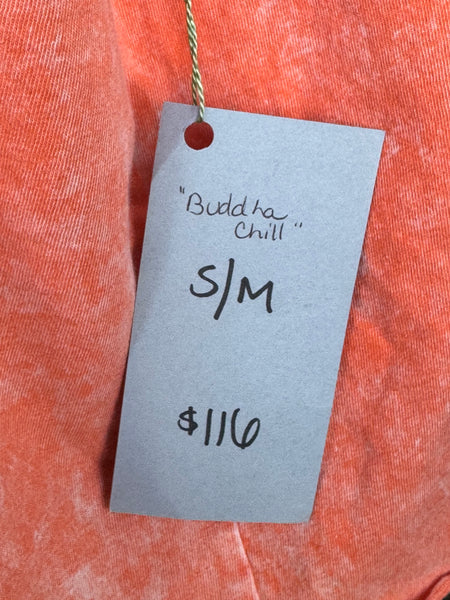 "Buddha
Chill"
S/M
$116